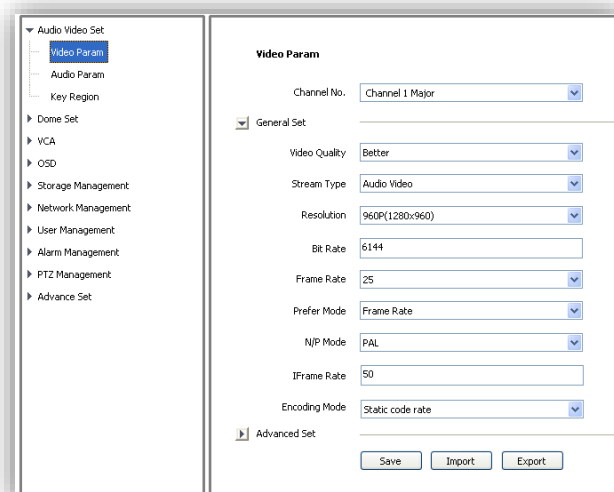 Audio Video Set
Video Param
Audio Param
Key Region
Dome Set
VCA
OSD
Storage Management
Network Management
User Management
Alarm Management
PTZ Management
Advance Set
Video Param
Channel No. Channel 1 Major
General Set
Video Quality Better
Stream Type Audio Video
Resolution 960P(1280x960)
Bit Rate 6144
Frame Rate 25
Prefer Mode Frame Rate
N/P Mode PAL
IFrame Rate 50
Encoding Mode Static code rate
Advanced Set
Save Import Export